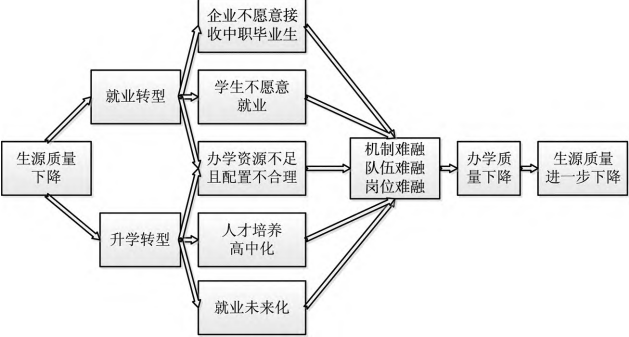 生源质量
下降
就业转型
升学转型
企业不愿意接
收中职毕业生
学生不愿意
就业
办学资源不足
且配置不合理
人才培养
高中化
就业未来化
机制难融
队伍难融
岗位难融
办学质
量下降
生源质量
进一步下降